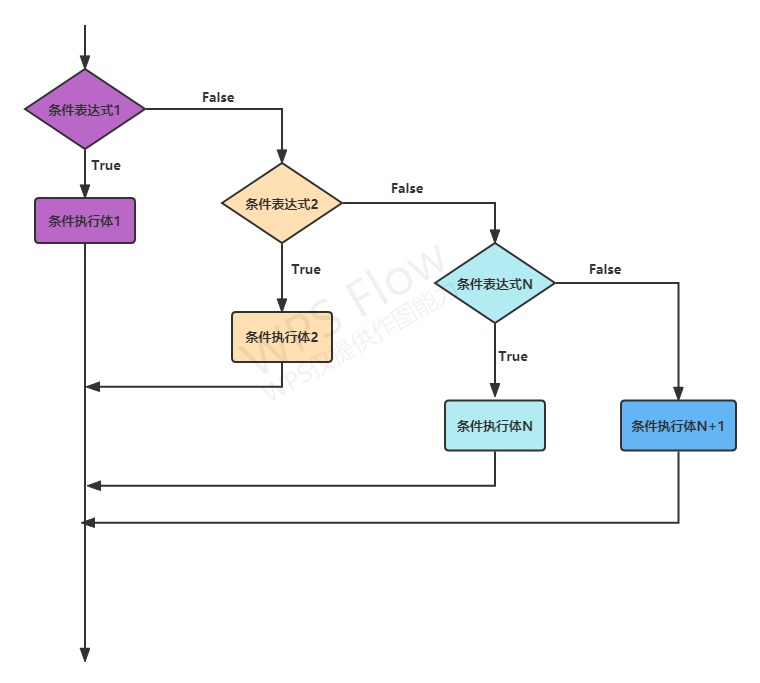 条件表达式1
False
True
条件执行体1
条件表达式2
False
True
条件执行体2
条件表达式N
False
True
条件执行体N
条件执行体N+1
WPS Flow
WPS仅提供作图能力